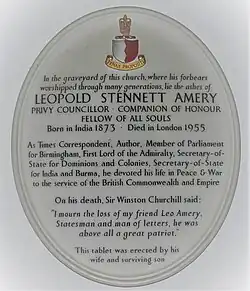 In the graveyard of this church, where his forbears
worshipped through many generations, lie the ashes of
LEOPOLD STENNETT AMERY
PRIVY COUNCILLOR · COMPANION OF HONOUR
FELLOW OF ALL SOULS
Born in India 1873 · Died in London 1955
As Times Correspondent, Author, Member of Parliament
for Birmingham, First Lord of the Admiralty, Secretary-of-
State for Dominions and Colonies, Secretary-of-State
for India and Burma, he devoted his life in Peace & War
to the service of the British Commonwealth and Empire
On his death, Sir Winston Churchill said:
"I mourn the loss of my friend Leo Amery,
Statesman and man of letters, he was
above all a great patriot."
This tablet was erected by his
wife and surviving son